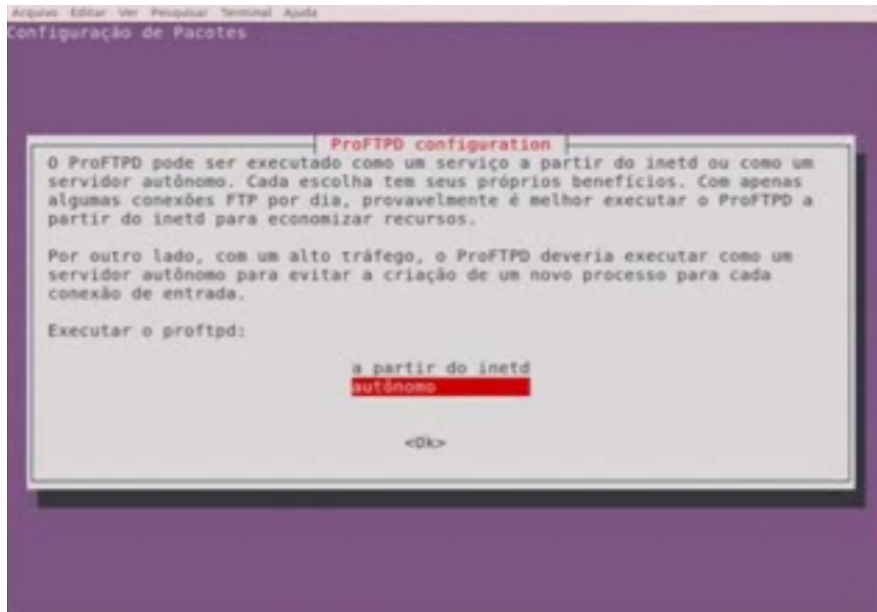 Arquivo Editar Ver Pesquisar Terminal Ajuda
Configuração de Pacotes
ProFTPD configuration
O ProFTPD pode ser executado como um serviço a partir do inetd ou como um
servidor autônomo. Cada escolha tem seus próprios benefícios. Com apenas
algumas conexões FTP por dia, provavelmente é melhor executar o ProFTPD a
partir do inetd para economizar recursos.
Por outro lado, com um alto tráfego, o ProFTPD deveria executar como um
servidor autônomo para evitar a criação de um novo processo para cada
conexão de entrada.
Executar o proftpd:
a partir do inetd
autônomo
<Ok>